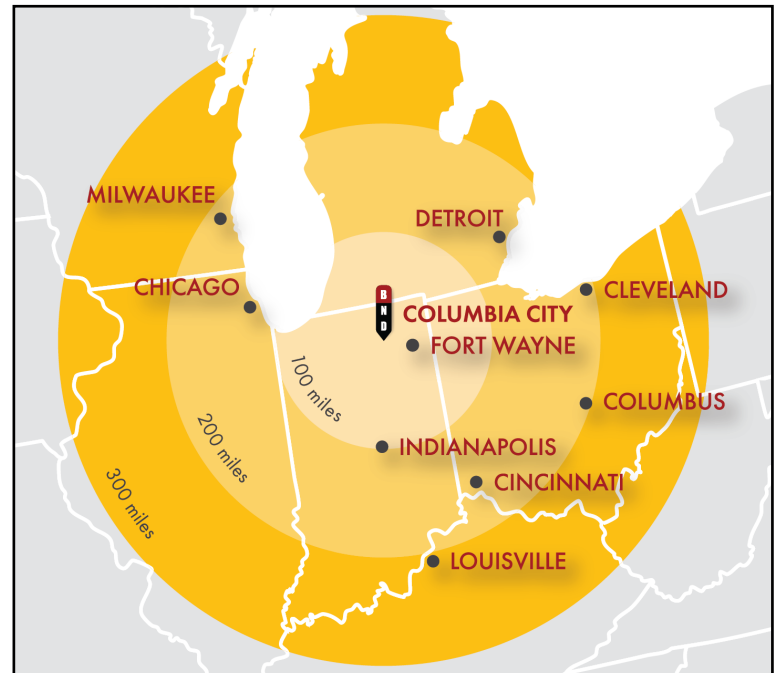 MILWAUKEE
DETROIT
CHICAGO
CLEVELAND
B
N
D
COLUMBIA CITY
FORT WAYNE
100 miles
COLUMBUS
200 miles
INDIANAPOLIS
CINCINNATI
300 miles
LOUISVILLE